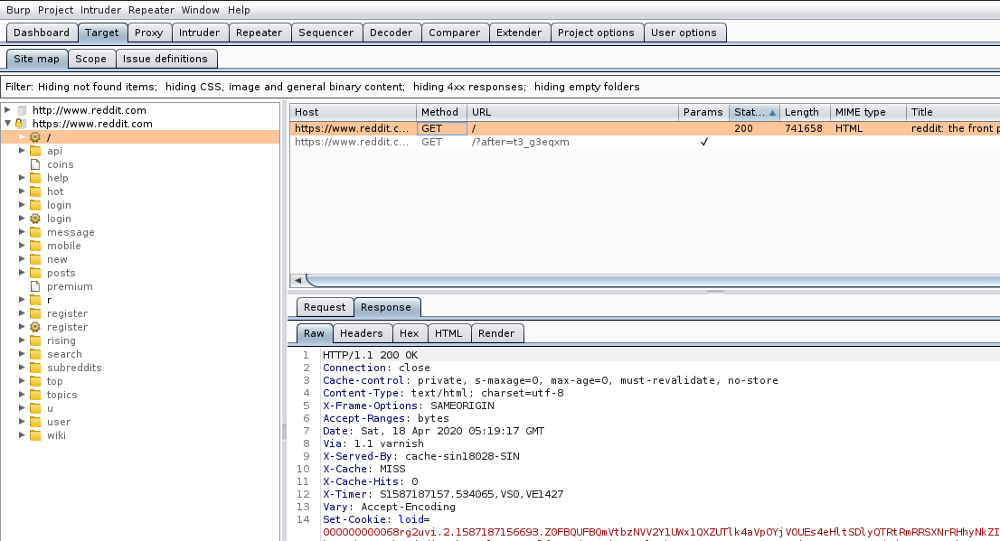 Burp Project Intruder Repeater Window Help
Dashboard Target Proxy Intruder Repeater Sequencer Decoder Comparer Extender Project options User options
Site map Scope Issue definitions
Filter: Hiding not found items; hiding CSS, image and general binary content; hiding 4xx responses; hiding empty folders
http://www.reddit.com
https://www.reddit.com
/
api
coins
help
hot
login
login
message
mobile
new
posts
premium
r
register
register
rising
search
subreddits
top
topics
u
user
wiki
Host Method URL Params Stat... Length MIME type Title
https://www.reddit.c... GET / 200 741658 HTML reddit: the front
https://www.reddit.c... GET /?after=t3_g3eqxm
Request Response
Raw Headers Hex HTML Render
1 HTTP/1.1 200 OK
2 Connection: close
3 Cache-control: private, s-maxage=0, max-age=0, must-revalidate, no-store
4 Content-Type: text/html; charset=utf-8
5 X-Frame-Options: SAMEORIGIN
6 Accept-Ranges: bytes
7 Date: Sat, 18 Apr 2020 05:19:17 GMT
8 Via: 1.1 varnish
9 X-Served-By: cache-sin18028-SIN
10 X-Cache: MISS
11 X-Cache-Hits: 0
12 X-Timer: S1587187157.534065,VS0,VE1427
13 Vary: Accept-Encoding
14 Set-Cookie: loid=